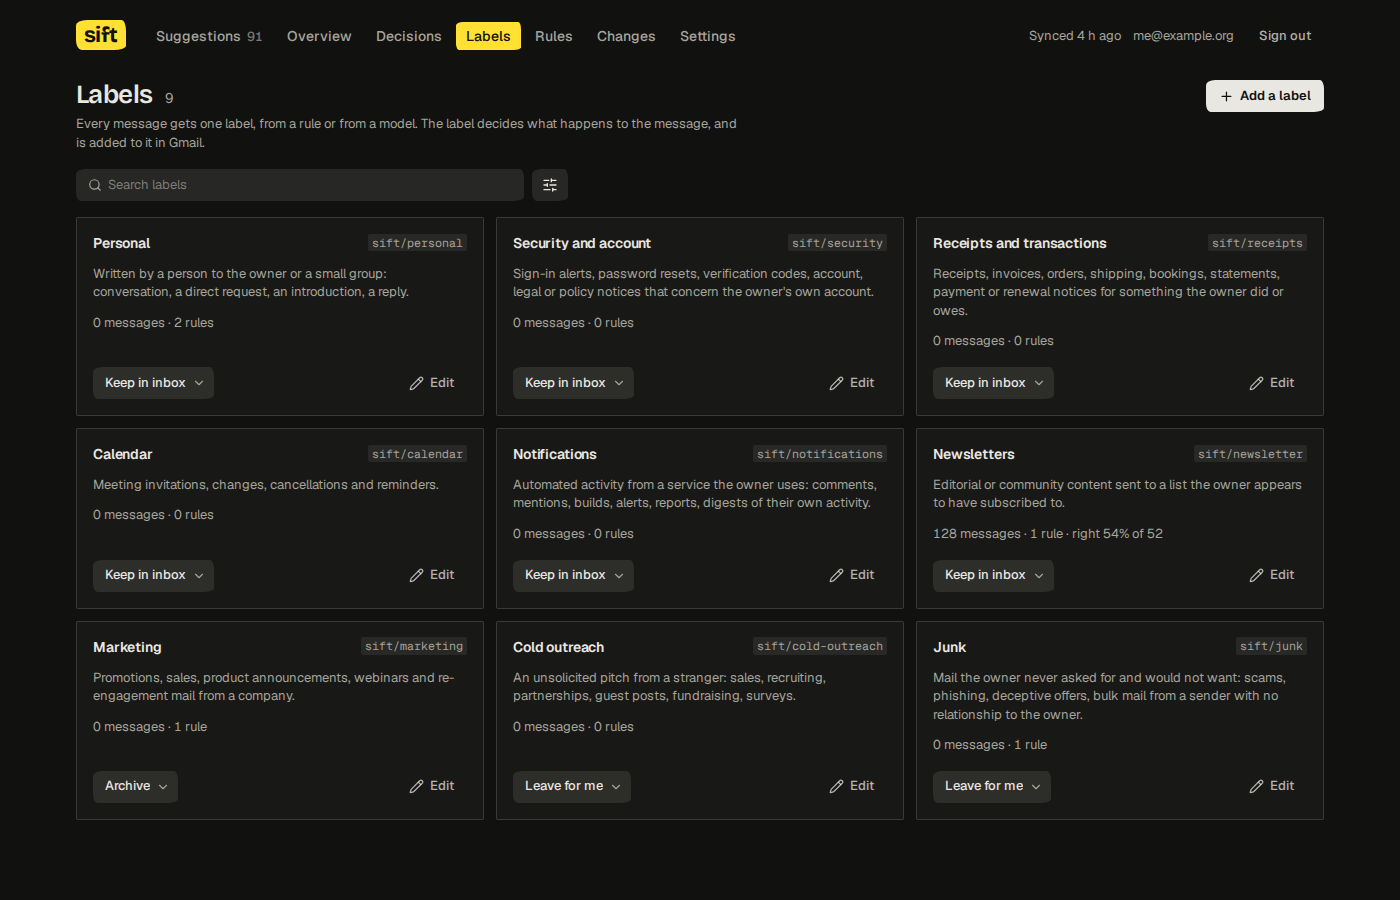 sift
Suggestions 91
Overview
Decisions
Labels
Rules
Changes
Settings
Synced 4 h ago
me@example.org
Sign out
Labels 9
Add a label
Every message gets one label, from a rule or from a model. The label decides what happens to the message, and
is added to it in Gmail.
Search labels
Personal
sift/personal
Written by a person to the owner or a small group:
conversation, a direct request, an introduction, a reply.
0 messages · 2 rules
Keep in inbox
Edit
Security and account
sift/security
Sign-in alerts, password resets, verification codes, account,
legal or policy notices that concern the owner's own account.
0 messages · 0 rules
Keep in inbox
Edit
Receipts and transactions
sift/receipts
Receipts, invoices, orders, shipping, bookings, statements,
payment or renewal notices for something the owner did or
owes.
0 messages · 0 rules
Keep in inbox
Edit
Calendar
sift/calendar
Meeting invitations, changes, cancellations and reminders.
0 messages · 0 rules
Keep in inbox
Edit
Notifications
sift/notifications
Automated activity from a service the owner uses: comments,
mentions, builds, alerts, reports, digests of their own activity.
0 messages · 0 rules
Keep in inbox
Edit
Newsletters
sift/newsletter
Editorial or community content sent to a list the owner appears
to have subscribed to.
128 messages · 1 rule · right 54% of 52
Keep in inbox
Edit
Marketing
sift/marketing
Promotions, sales, product announcements, webinars and re-
engagement mail from a company.
0 messages · 1 rule
Archive
Edit
Cold outreach
sift/cold-outreach
An unsolicited pitch from a stranger: sales, recruiting,
partnerships, guest posts, fundraising, surveys.
0 messages · 0 rules
Leave for me
Edit
Junk
sift/junk
Mail the owner never asked for and would not want: scams,
phishing, deceptive offers, bulk mail from a sender with no
relationship to the owner.
0 messages · 1 rule
Leave for me
Edit